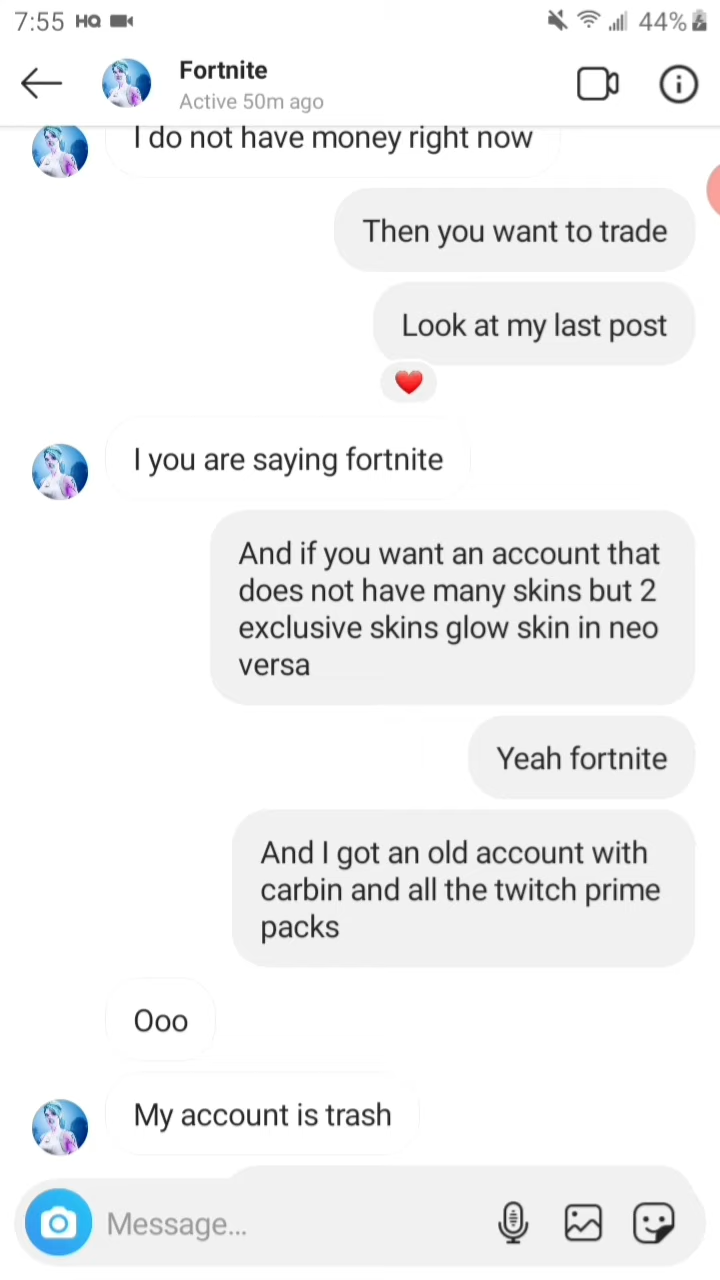 7:55 HQ 44%
Fortnite
Active 50m ago
I do not have money right now
Then you want to trade
Look at my last post
I you are saying fortnite
And if you want an account that
does not have many skins but 2
exclusive skins glow skin in neo
versa
Yeah fortnite
And I got an old account with
carbin and all the twitch prime
packs
Ooo
My account is trash
Message...